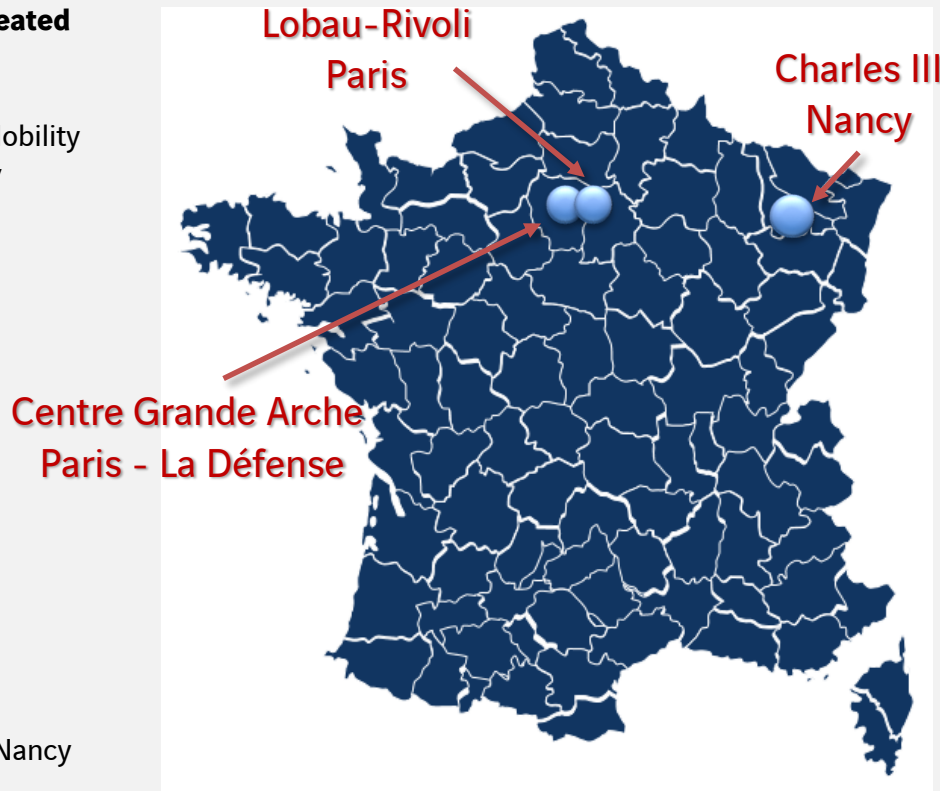 eated
obility
Nancy
Lobau-Rivoli
Paris
Charles III
Nancy
Centre Grande Arche
Paris - La Défense